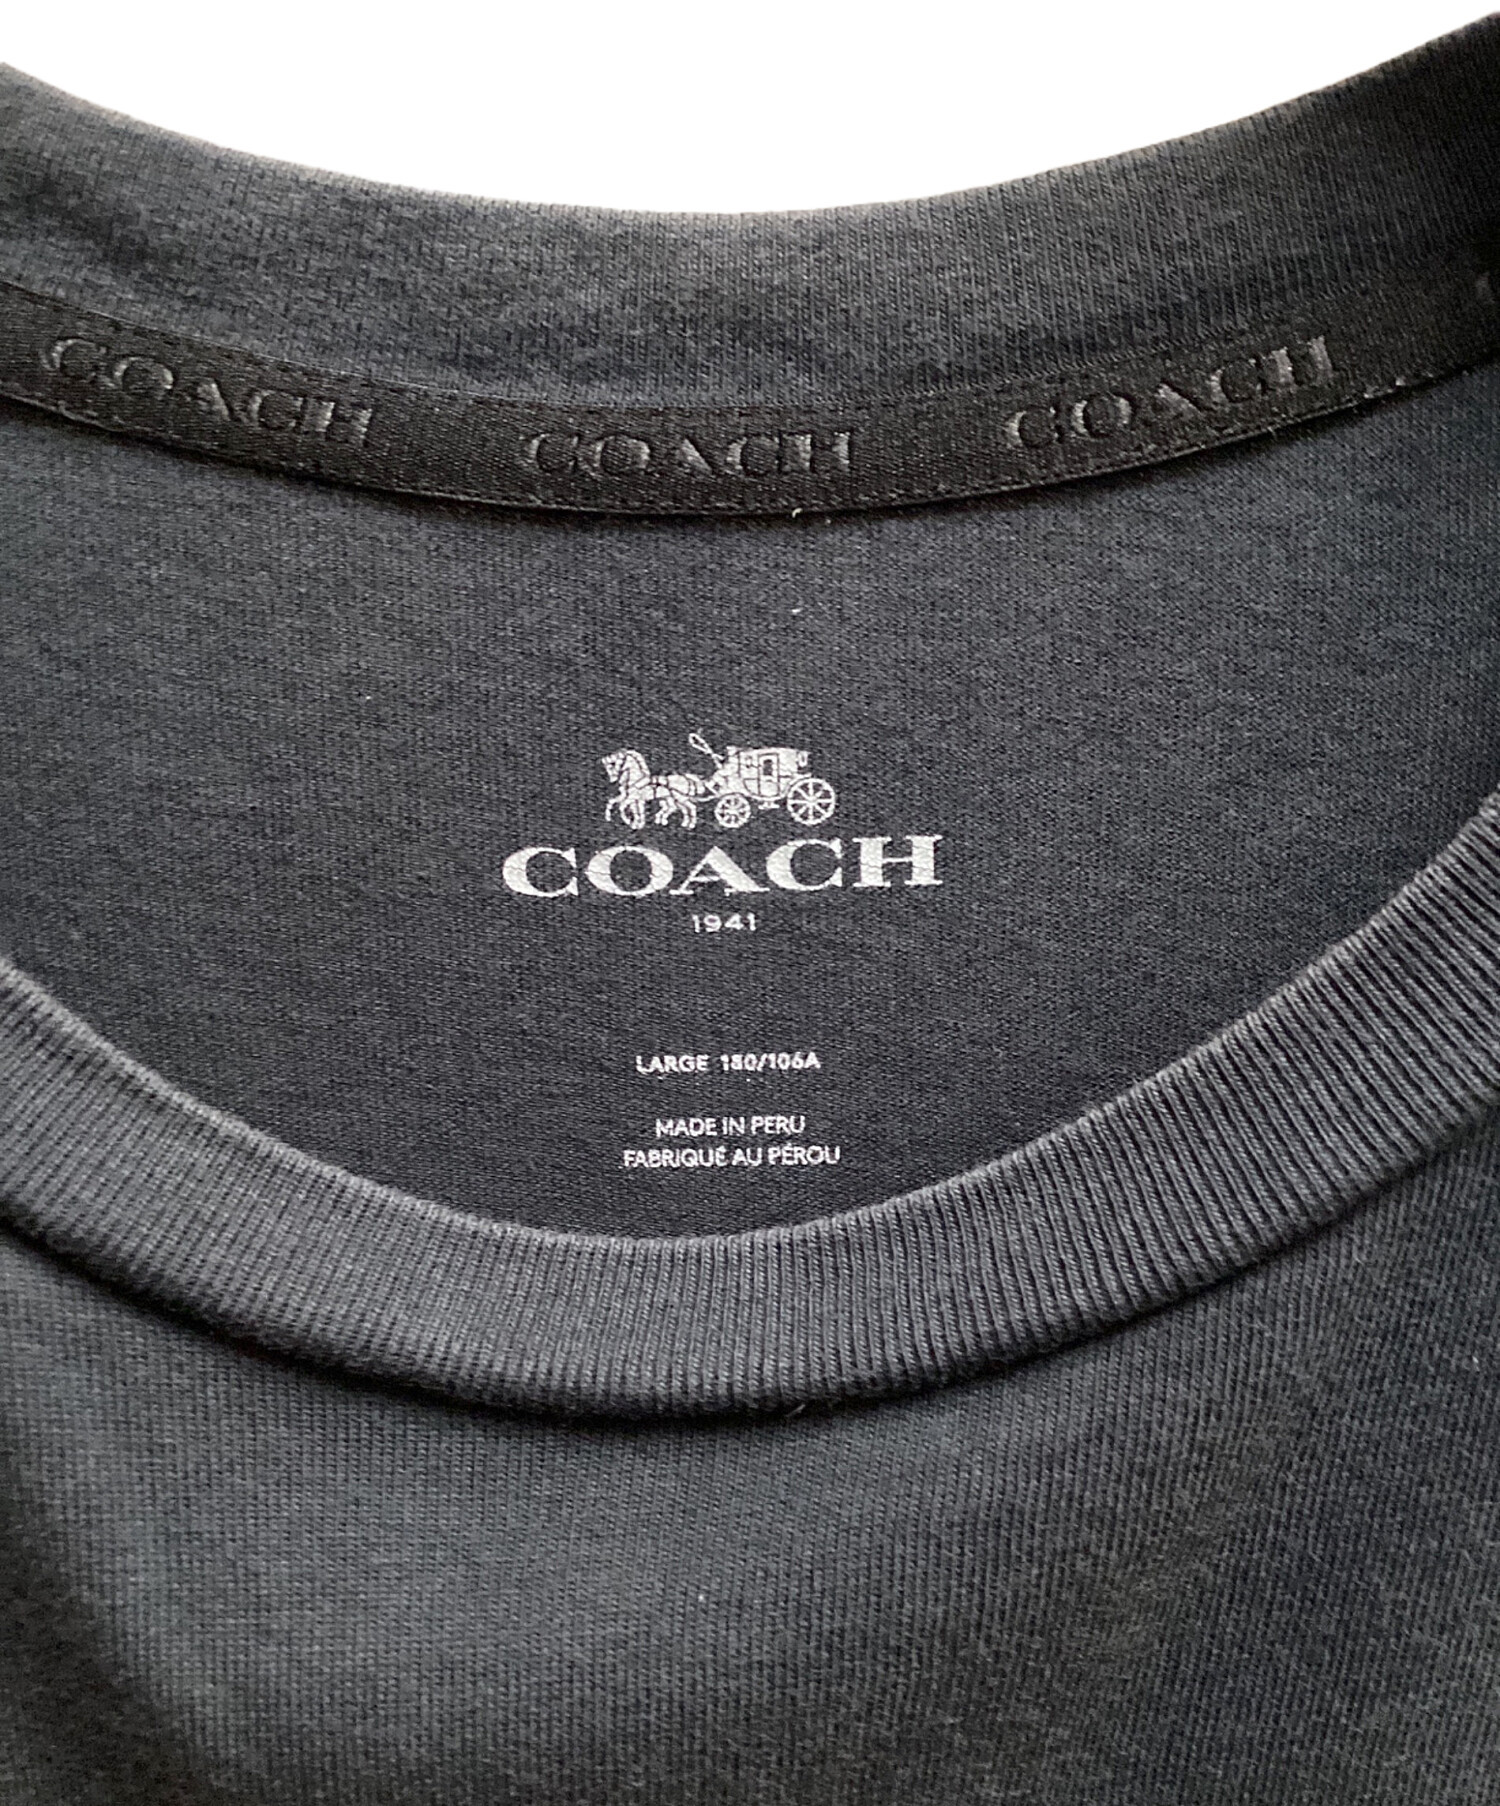 COACH COACH COACH
COACH
1941
LARGE 180/106A
MADE IN PERU
FABRIQUÉ AU PÉROU